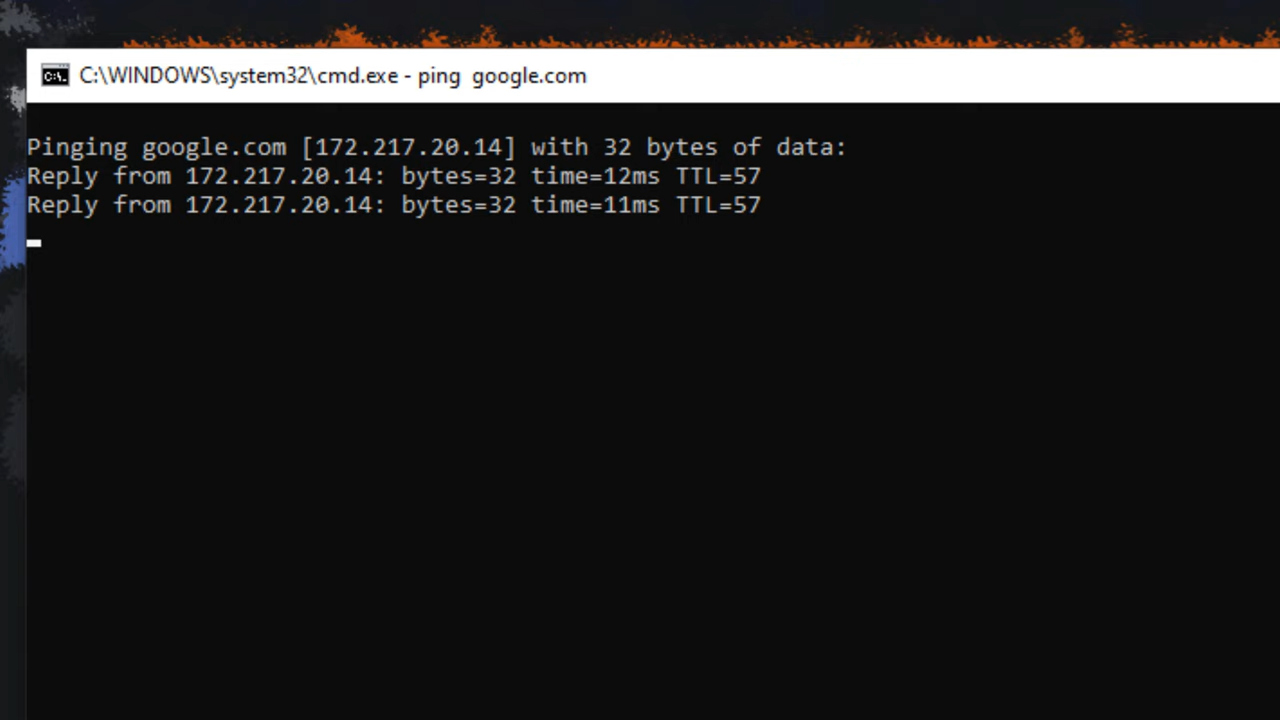 C:\WINDOWS\system32\cmd.exe - ping  google.com
Pinging google.com [172.217.20.14] with 32 bytes of data:
Reply from 172.217.20.14: bytes=32 time=12ms TTL=57
Reply from 172.217.20.14: bytes=32 time=11ms TTL=57